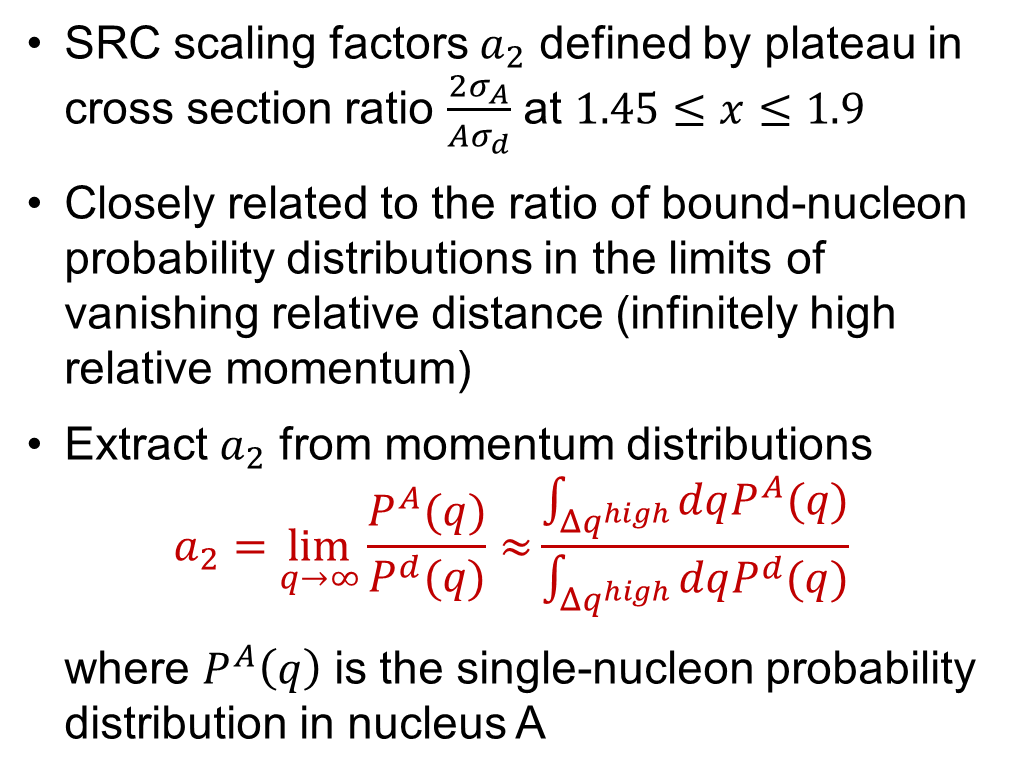 • SRC scaling factors a₂ defined by plateau in
cross section ratio 2σ_A/Aσ_d at 1.45 ≤ x ≤ 1.9
• Closely related to the ratio of bound-nucleon
probability distributions in the limits of
vanishing relative distance (infinitely high
relative momentum)
• Extract a₂ from momentum distributions
a₂ = lim_{q→∞} P^A(q)/P^d(q) ≈ ∫_{Δq^{high}} dqP^A(q) / ∫_{Δq^{high}} dqP^d(q)
where P^A(q) is the single-nucleon probability
distribution in nucleus A